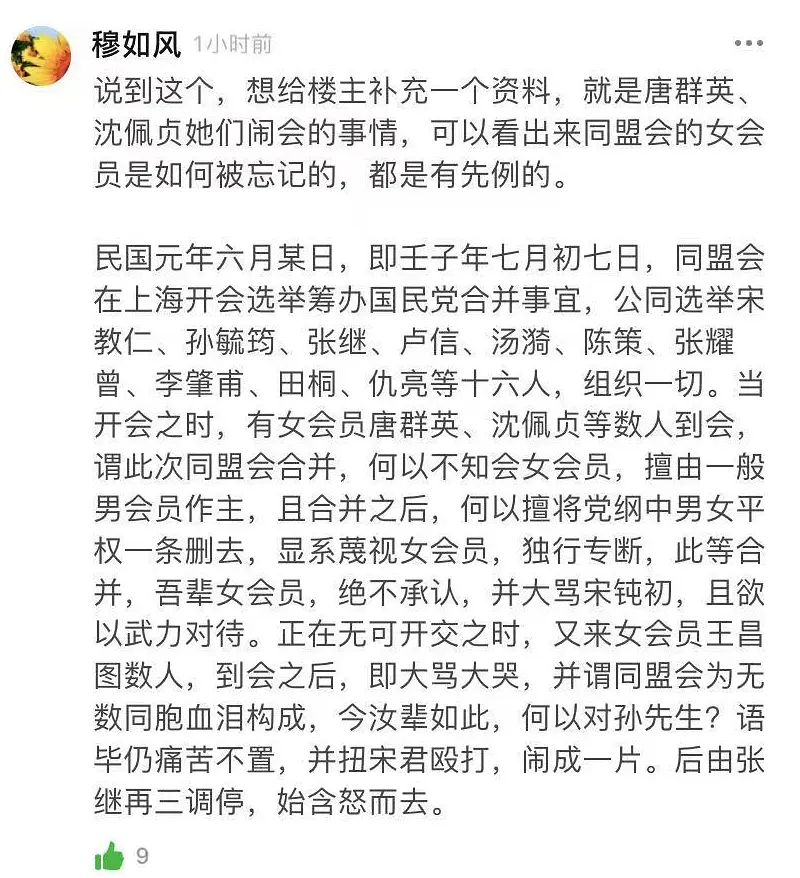 穆如风 1小时前
说到这个，想给楼主补充一个资料，就是唐群英、
沈佩贞她们闹会的事情，可以看出来同盟会的女会
员是如何被忘记的，都是有先例的。
民国元年六月某日，即壬子年七月初七日，同盟会
在上海开会选举筹办国民党合并事宜，公同选举宋
教仁、孙毓筠、张继、卢信、汤漪、陈策、张耀
曾、李肇甫、田桐、仇亮等十六人，组织一切。当
开会之时，有女会员唐群英、沈佩贞等数人到会，
谓此次同盟会合并，何以不知会女会员，擅由一般
男会员作主，且合并之后，何以擅将党纲中男女平
权一条删去，显系蔑视女会员，独行专断，此等合
并，吾辈女会员，绝不承认，并大骂宋钝初，且欲
以武力对待。正在无可开交之时，又来女会员王昌
图数人，到会之后，即大骂大哭，并谓同盟会为无
数同胞血泪构成，今汝辈如此，何以对孙先生？语
毕仍痛苦不置，并扭宋君殴打，闹成一片。后由张
继再三调停，始含怒而去。
9